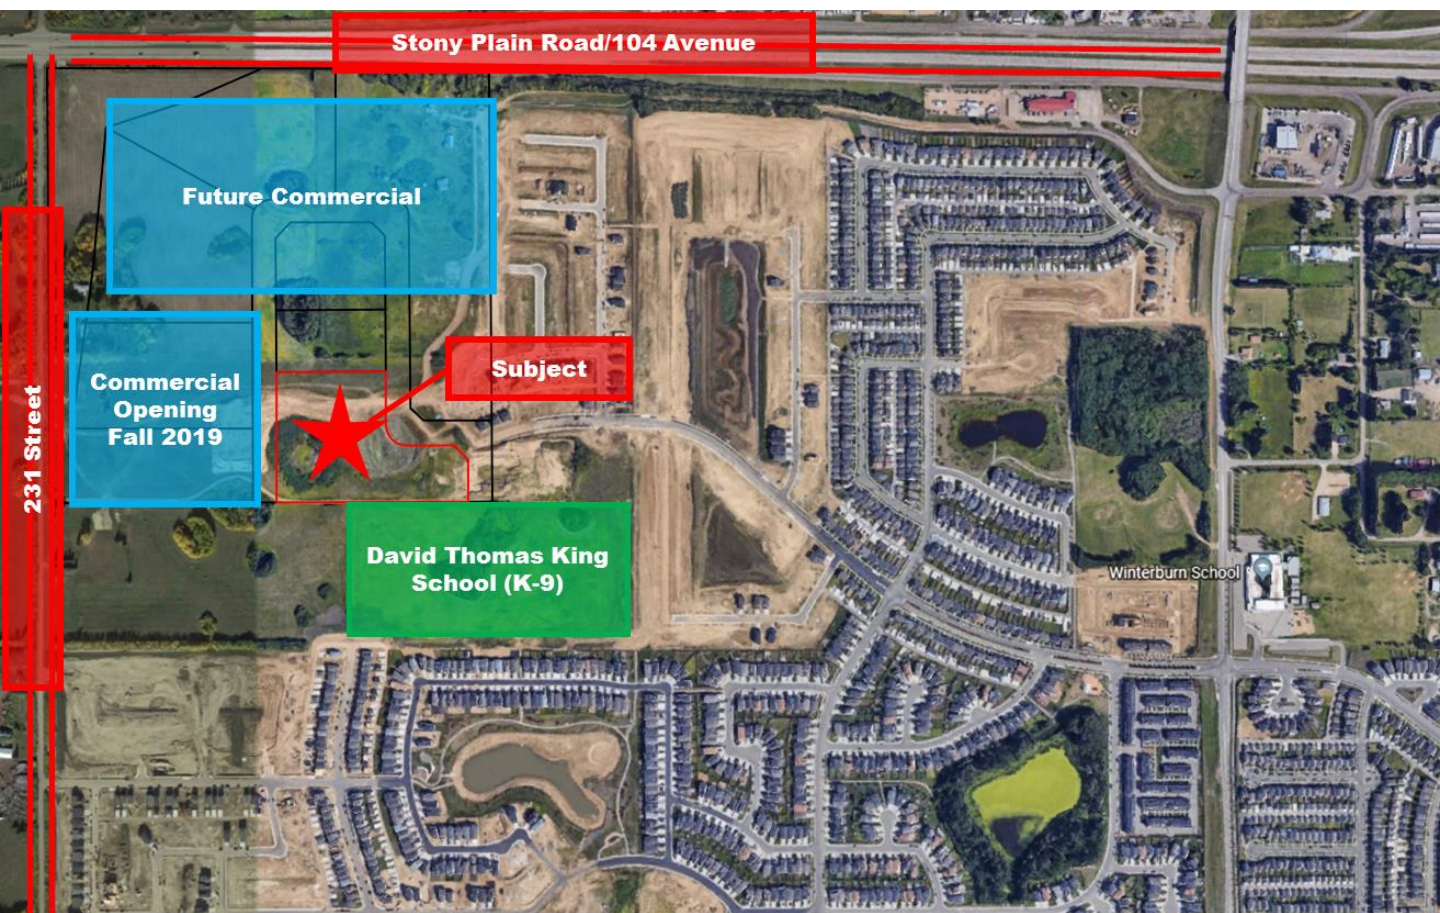 Stony Plain Road/104 Avenue
Future Commercial
Subject
Commercial
Opening
Fall 2019
231 Street
David Thomas King
School (K-9)
Winterburn School